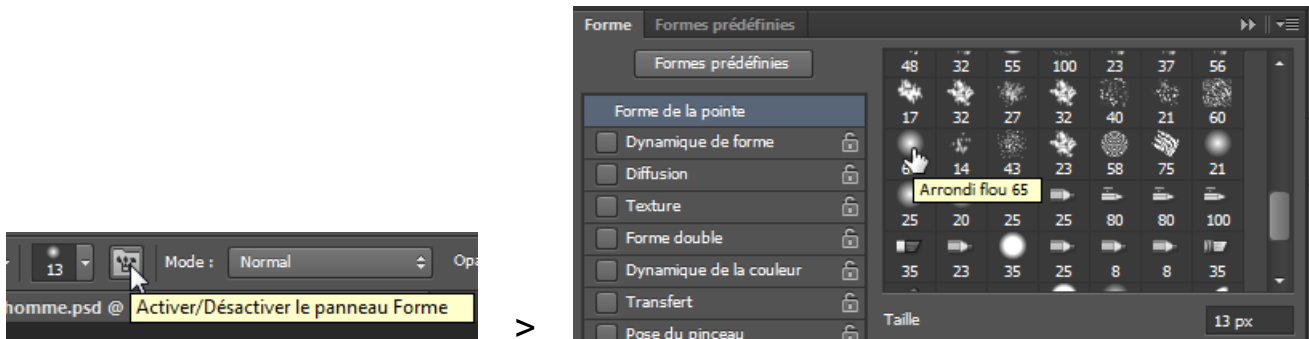 13
Mode :
Normal
Opa
homme.psd @
Activer/Désactiver le panneau Forme
>
Forme
Formes prédéfinies
Formes prédéfinies
Forme de la pointe
Dynamique de forme
Diffusion
Texture
Forme double
Dynamique de la couleur
Transfert
Pose du pinceau
48 32 55 100 23 37 56
17 32 27 32 40 21 60
14 43 23 58 75 21
Arrondi flou 65
25 20 25 25 80 80 100
35 23 35 25 8 8 35
Taille
13 px